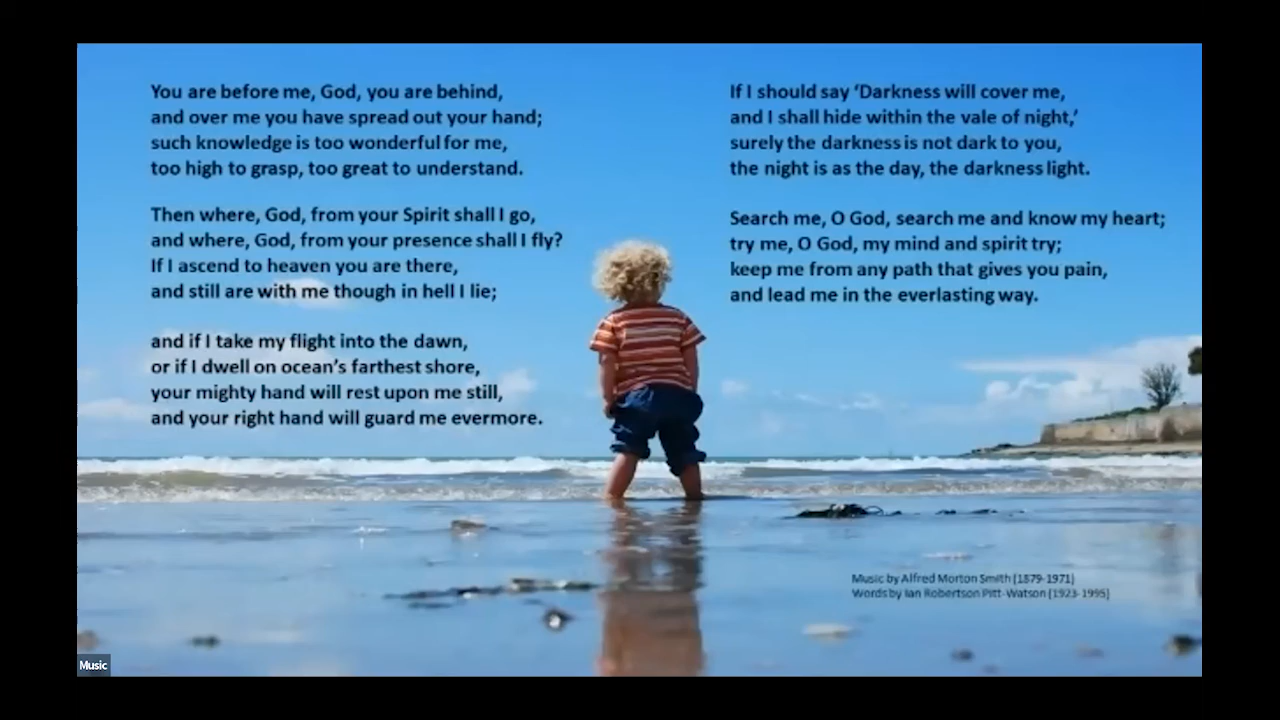 You are before me, God, you are behind,
and over me you have spread out your hand;
such knowledge is too wonderful for me,
too high to grasp, too great to understand.
Then where, God, from your Spirit shall I go,
and where, God, from your presence shall I fly?
If I ascend to heaven you are there,
and still are with me though in hell I lie;
and if I take my flight into the dawn,
or if I dwell on ocean’s farthest shore,
your mighty hand will rest upon me still,
and your right hand will guard me evermore.
If I should say ‘Darkness will cover me,
and I shall hide within the vale of night,’
surely the darkness is not dark to you,
the night is as the day, the darkness light.
Search me, O God, search me and know my heart;
try me, O God, my mind and spirit try;
keep me from any path that gives you pain,
and lead me in the everlasting way.
Music by Alfred Morton Smith (1879-1971)
Words by Ian Robertson Pitt-Watson (1923-1995)
Music